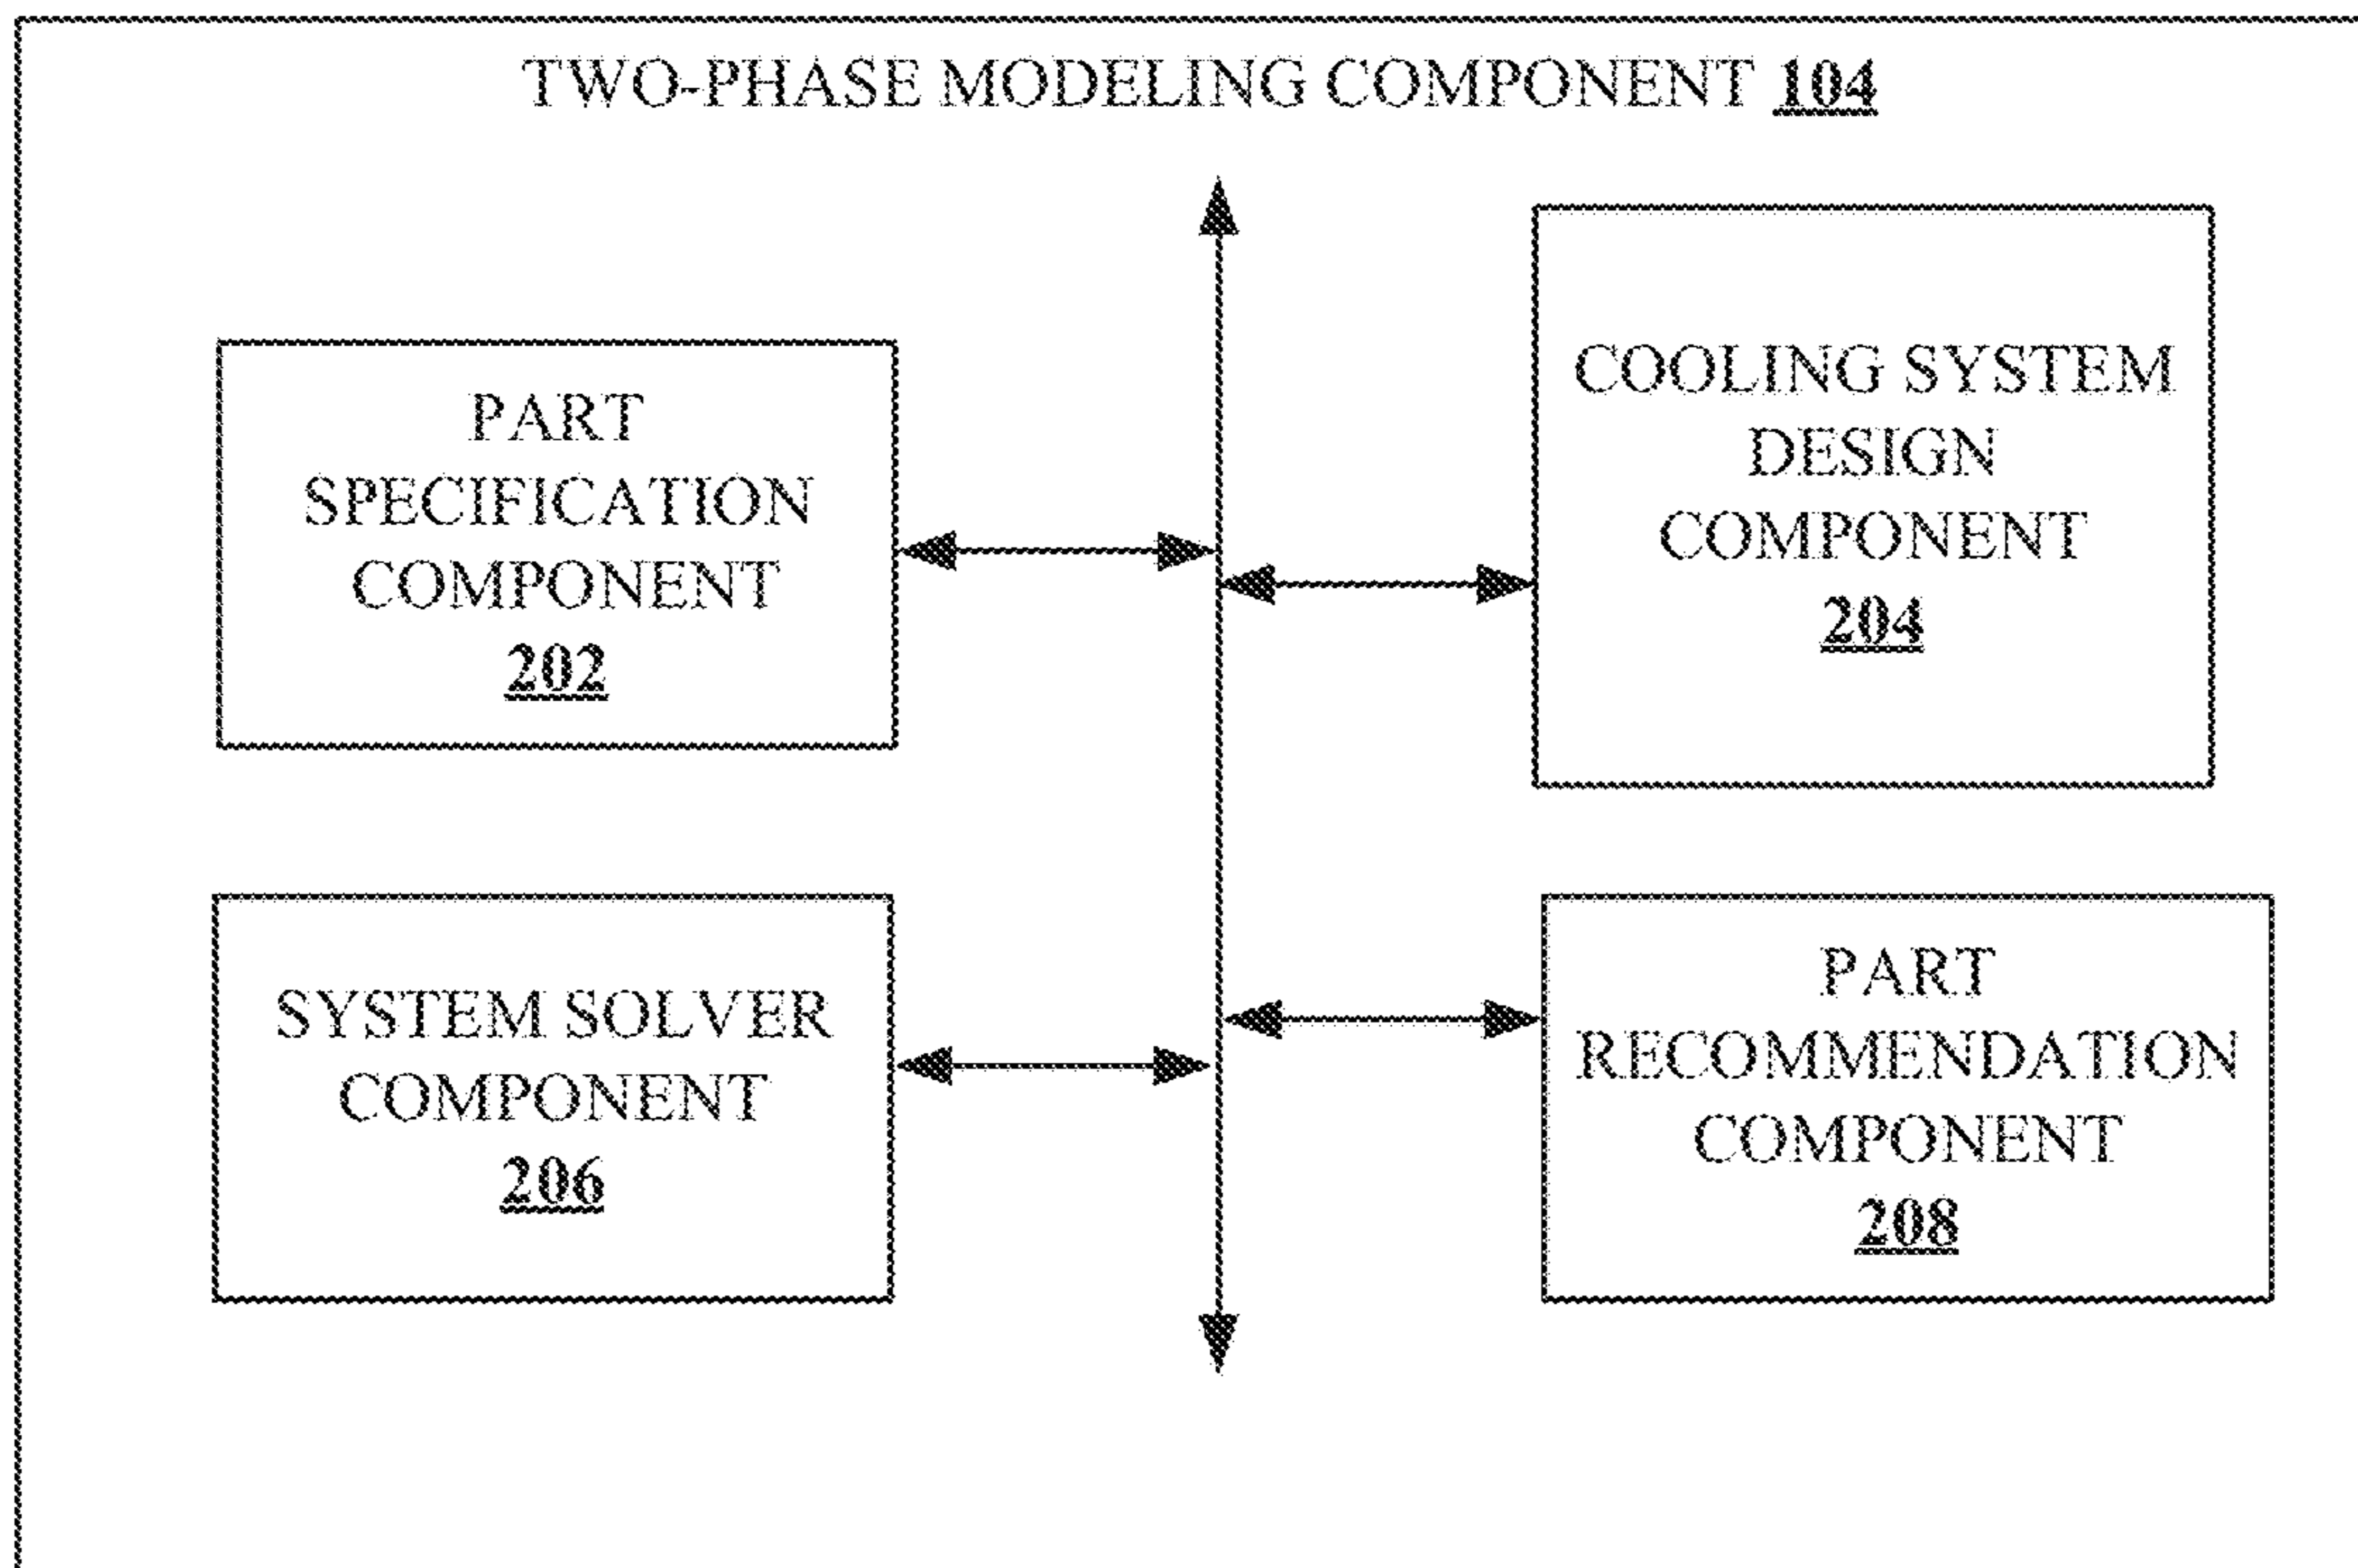 TWO-PHASE MODELING COMPONENT 104
PART
SPECIFICATION
COMPONENT
202
COOLING SYSTEM
DESIGN
COMPONENT
204
SYSTEM SOLVER
COMPONENT
206
PART
RECOMMENDATION
COMPONENT
208